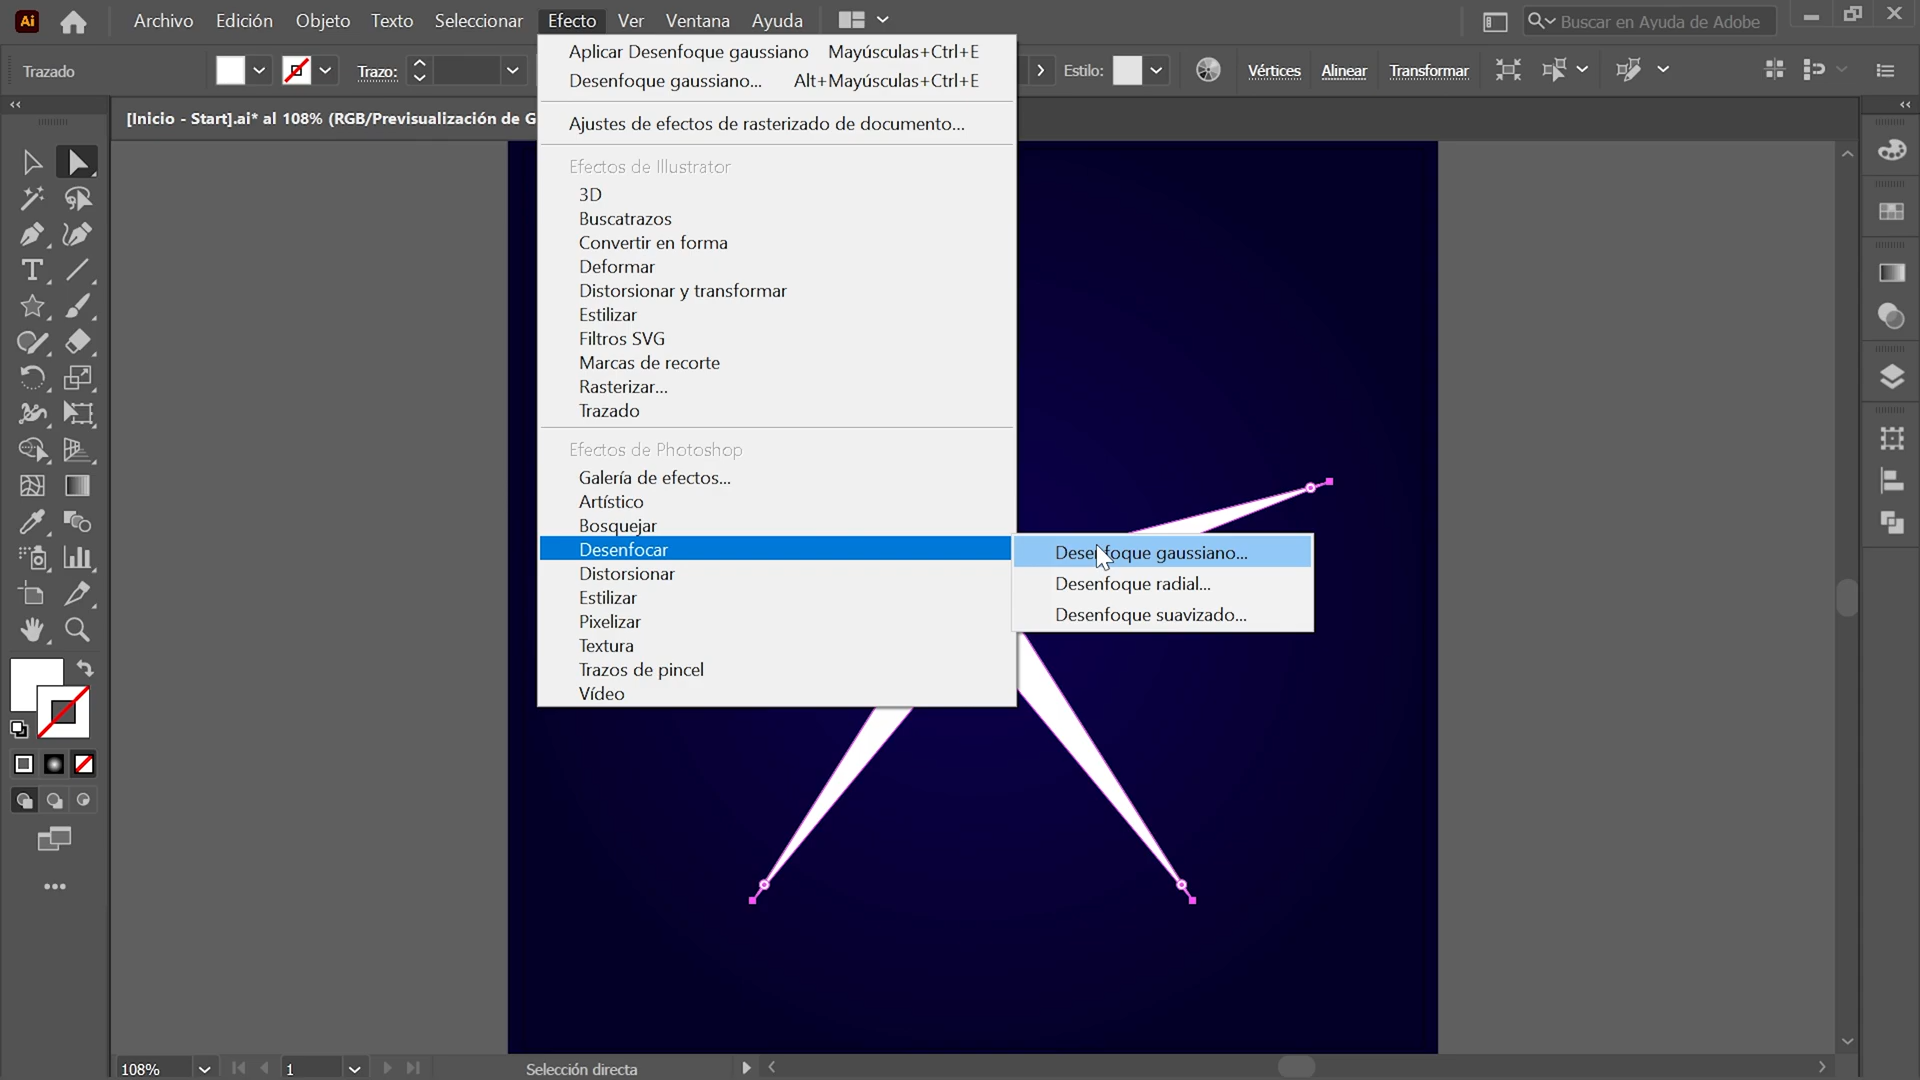 Ai Archivo Edición Objeto Texto Seleccionar Efecto Ver Ventana Ayuda Buscar en Ayuda de Adobe
Trazado Trazo: Estilo: Vértices Alinear Transformar
[Inicio - Start].ai* al 108% (RGB/Previsualización de G
Aplicar Desenfoque gaussiano Mayúsculas+Ctrl+E
Desenfoque gaussiano... Alt+Mayúsculas+Ctrl+E
Ajustes de efectos de rasterizado de documento...
Efectos de Illustrator
3D
Buscatrazos
Convertir en forma
Deformar
Distorsionar y transformar
Estilizar
Filtros SVG
Marcas de recorte
Rasterizar...
Trazado
Efectos de Photoshop
Galería de efectos...
Artístico
Bosquejar
Desenfocar
Distorsionar
Estilizar
Pixelizar
Textura
Trazos de pincel
Vídeo
Desenfoque gaussiano...
Desenfoque radial...
Desenfoque suavizado...
108% 1 Selección directa